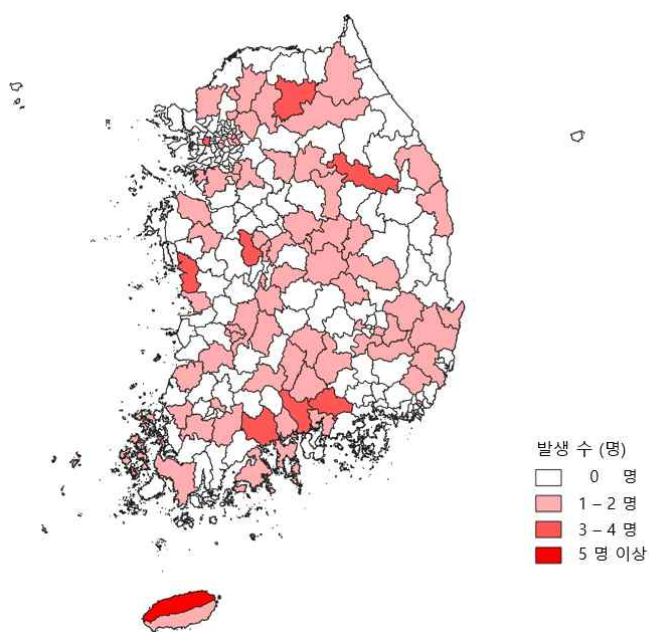 발생 수 (명)
0 명
1 – 2 명
3 – 4 명
5 명 이상